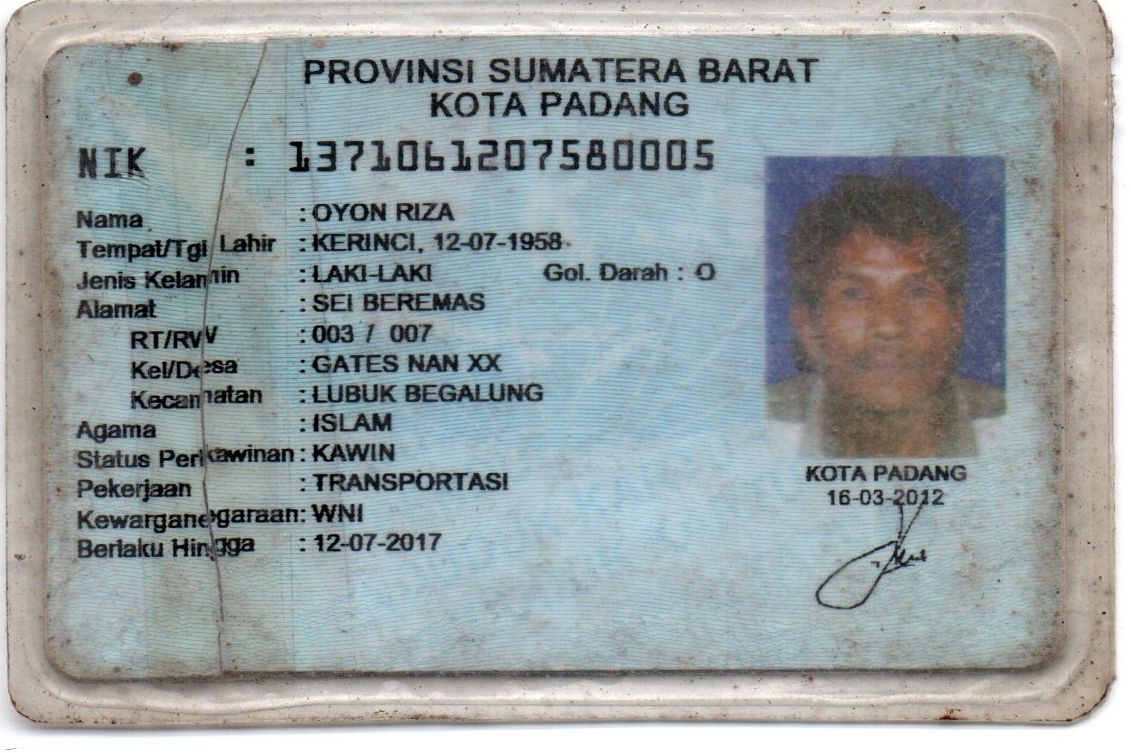 PROVINSI SUMATERA BARAT
KOTA PADANG
NIK : 1371061207580005
Nama : OYON RIZA
Tempat/Tgl Lahir : KERINCI, 12-07-1958
Jenis Kelamin : LAKI-LAKI Gol. Darah : O
Alamat : SEI BEREMAS
RT/RW : 003 / 007
Kel/Desa : GATES NAN XX
Kecamatan : LUBUK BEGALUNG
Agama : ISLAM
Status Perkawinan : KAWIN
Pekerjaan : TRANSPORTASI
Kewarganegaraan : WNI
Berlaku Hingga : 12-07-2017
KOTA PADANG
16-03-2012